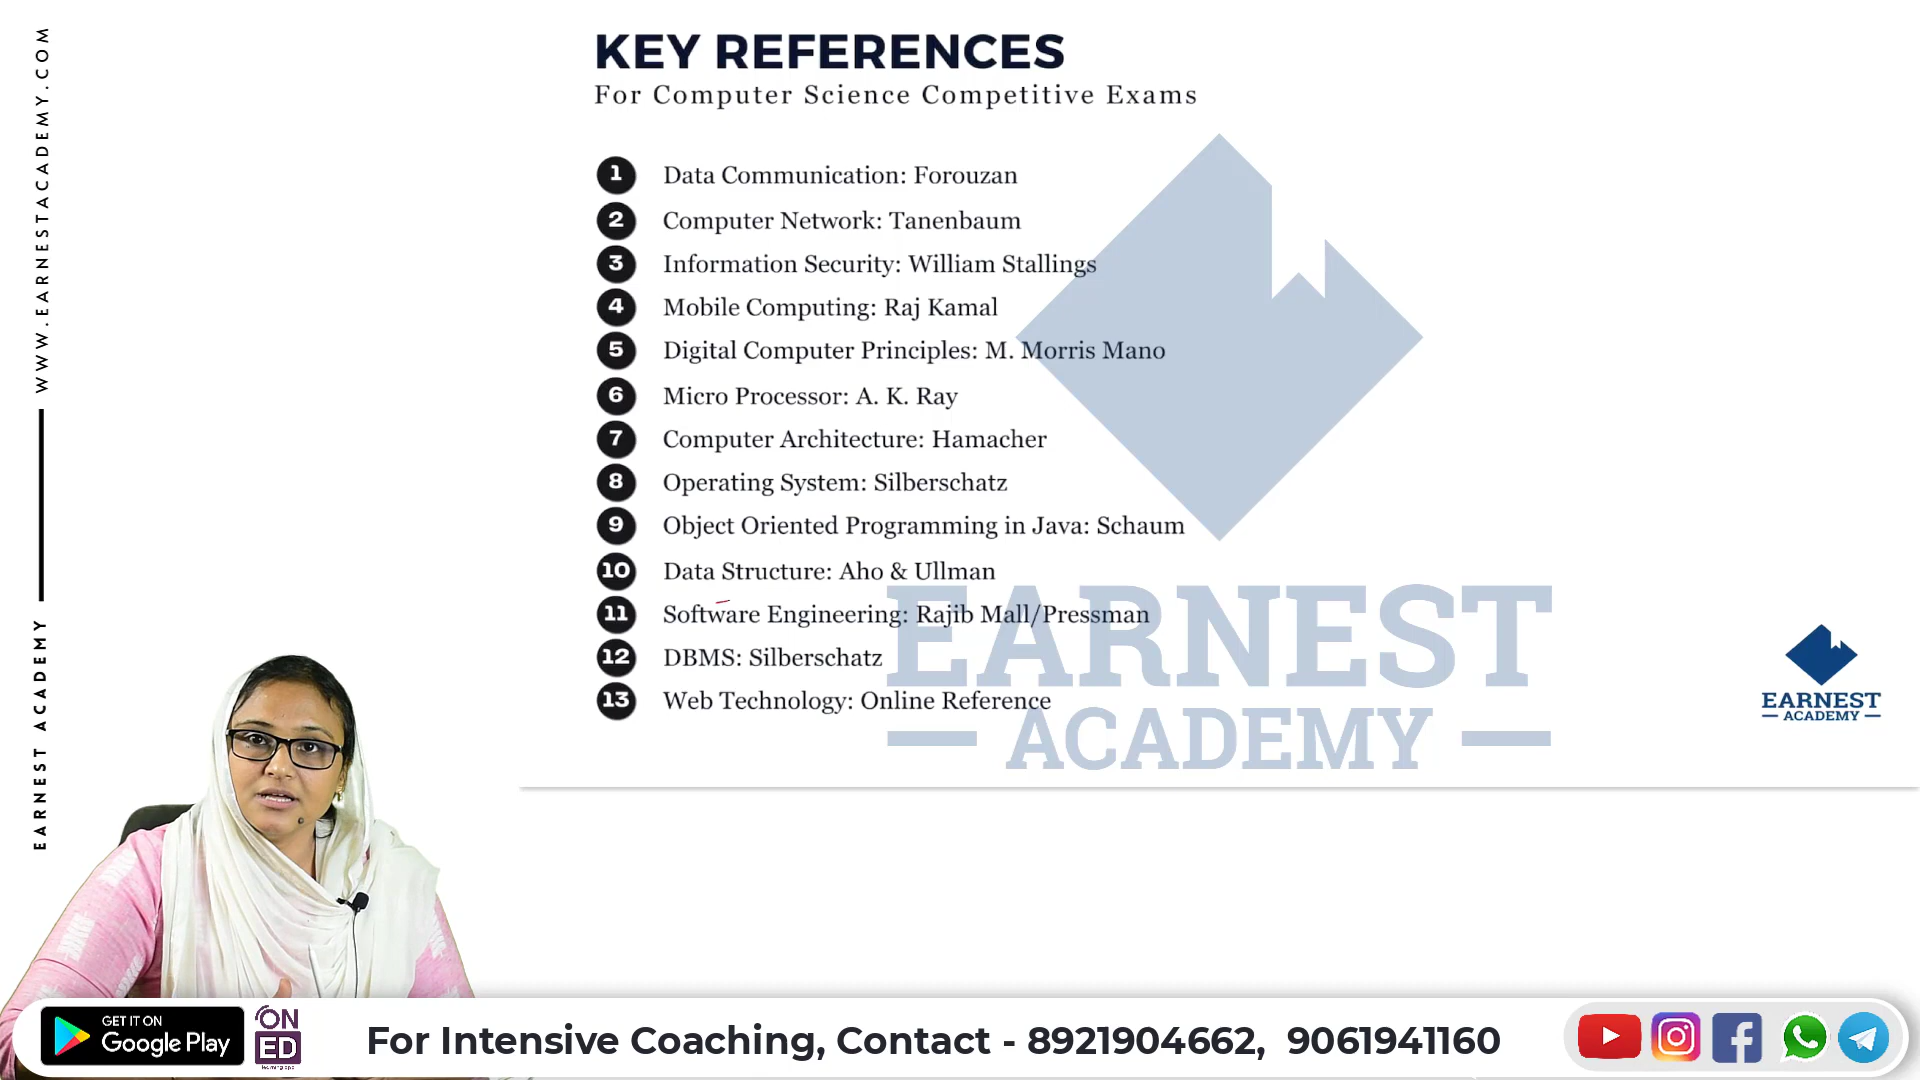 WWW.EARNESTACADEMY.COM
EARNEST ACADEMY
KEY REFERENCES
For Computer Science Competitive Exams
1 Data Communication: Forouzan
2 Computer Network: Tanenbaum
3 Information Security: William Stallings
4 Mobile Computing: Raj Kamal
5 Digital Computer Principles: M. Morris Mano
6 Micro Processor: A. K. Ray
7 Computer Architecture: Hamacher
8 Operating System: Silberschatz
9 Object Oriented Programming in Java: Schaum
10 Data Structure: Aho & Ullman
11 Software Engineering: Rajib Mall/Pressman
12 DBMS: Silberschatz
13 Web Technology: Online Reference
EARNEST
ACADEMY
EARNEST
ACADEMY
GET IT ON
Google Play
ON
ED
learning app
For Intensive Coaching, Contact - 8921904662, 9061941160